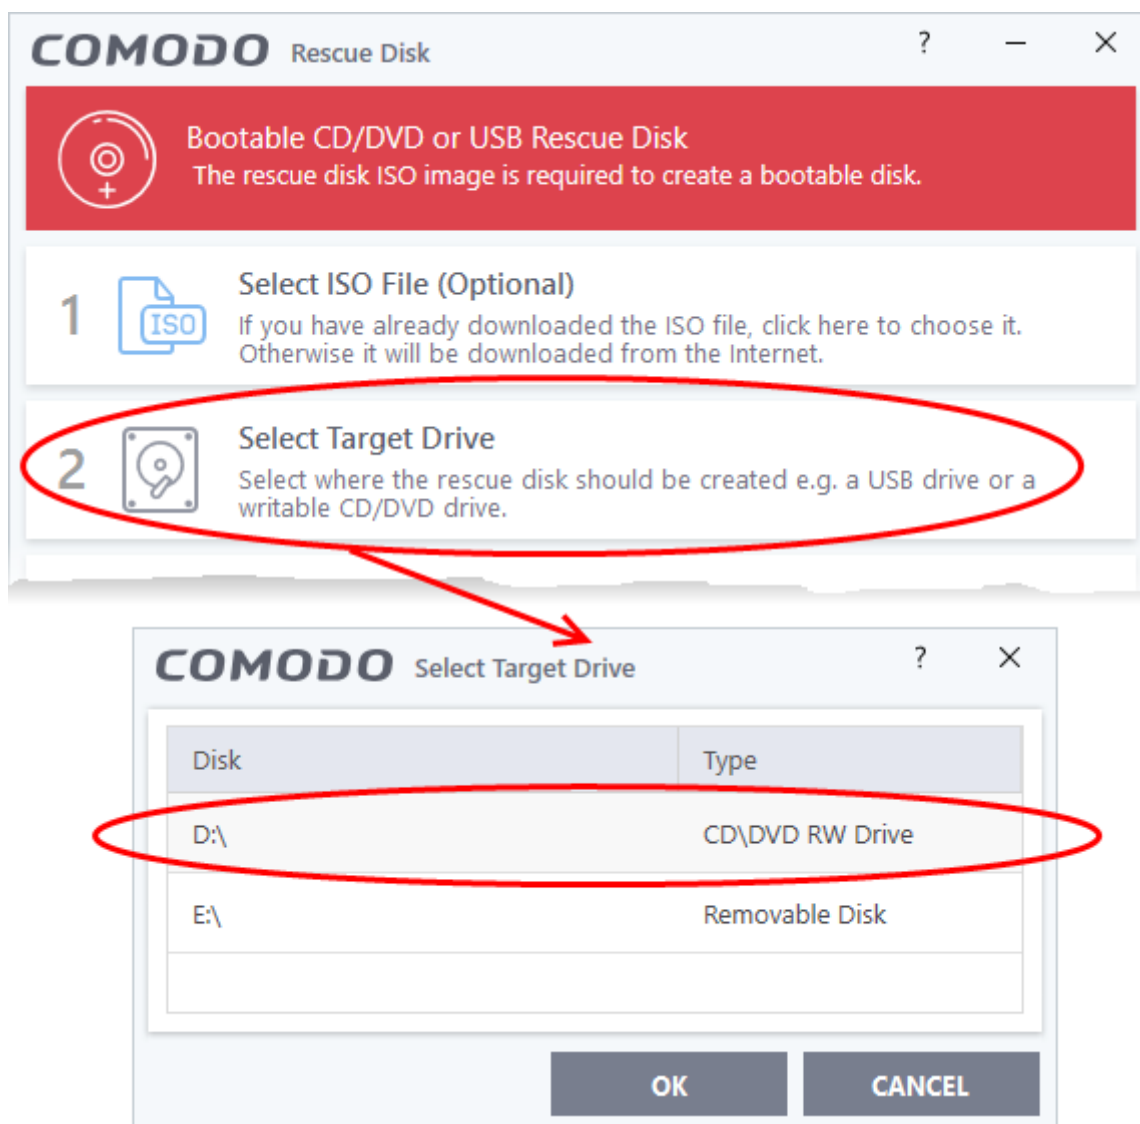 COMODO Rescue Disk ? — ×
Bootable CD/DVD or USB Rescue Disk
The rescue disk ISO image is required to create a bootable disk.
1 ISO Select ISO File (Optional)
If you have already downloaded the ISO file, click here to choose it.
Otherwise it will be downloaded from the Internet.
2 Select Target Drive
Select where the rescue disk should be created e.g. a USB drive or a
writable CD/DVD drive.
COMODO Select Target Drive ? ×
Disk Type
D:\ CD\DVD RW Drive
E:\ Removable Disk
OK CANCEL